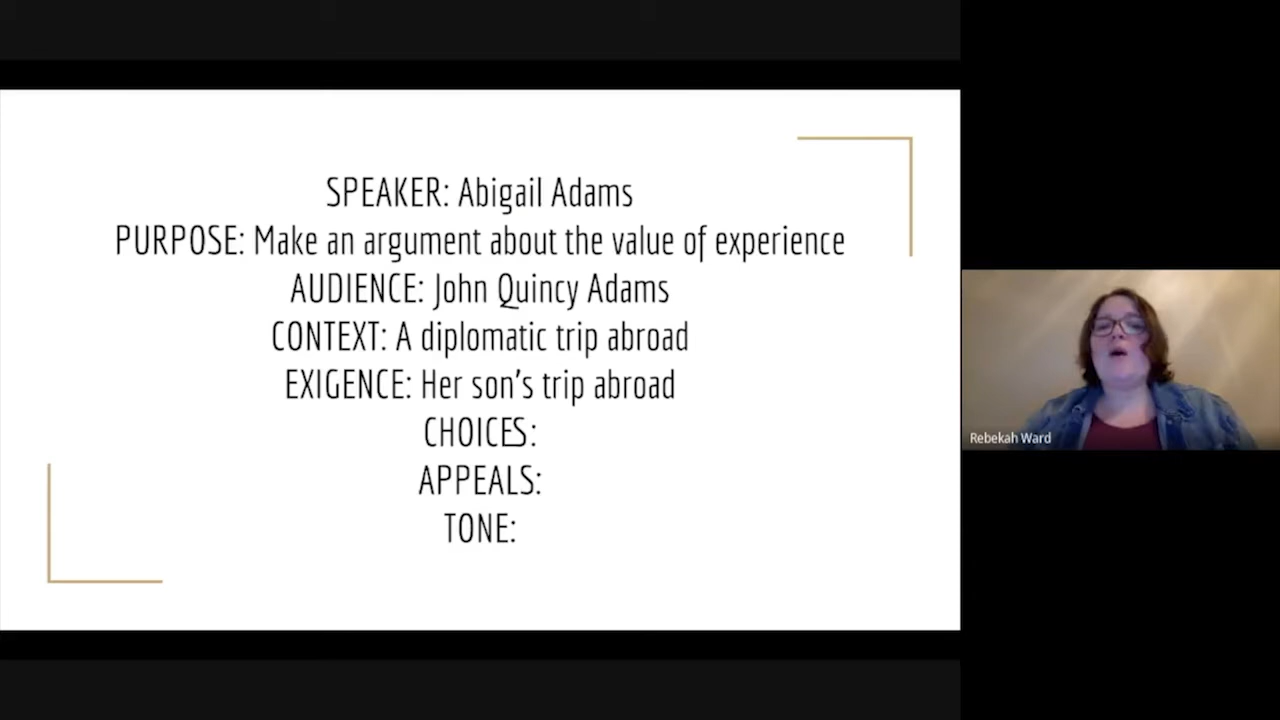 SPEAKER: Abigail Adams
PURPOSE: Make an argument about the value of experience
AUDIENCE: John Quincy Adams
CONTEXT: A diplomatic trip abroad
EXIGENCE: Her son's trip abroad
CHOICES:
APPEALS:
TONE:
Rebekah Ward